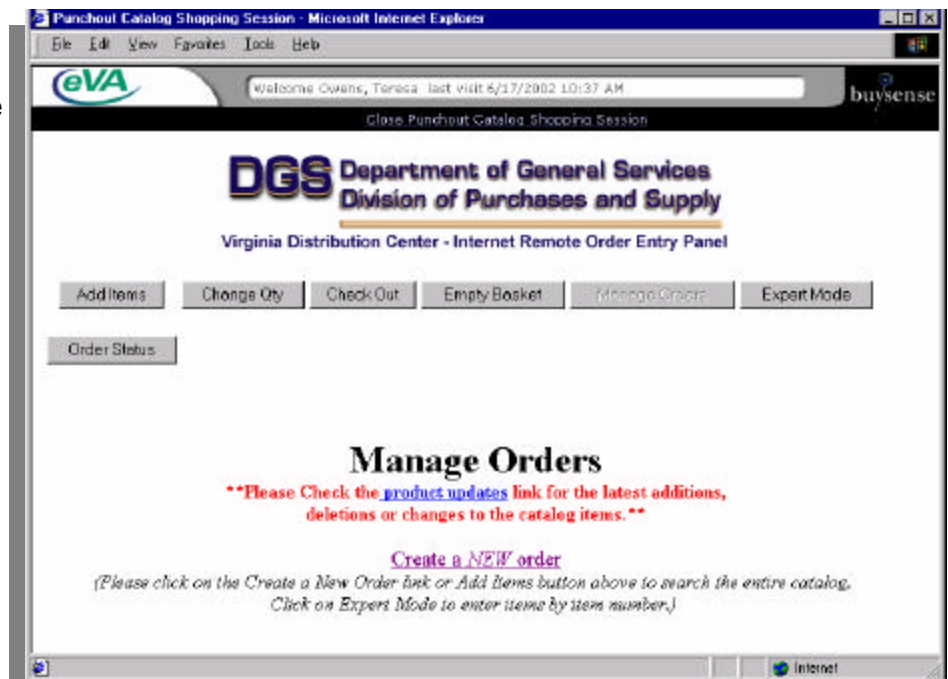 Punchout Catalog Shopping Session - Microsoft Internet Explorer
File Edit View Favorites Tools Help
eVA
Welcome Owens, Teresa last visit 6/17/2002 10:37 AM
buysense
e
Close Punchout Catalog Shopping Session
DGS Department of General Services
Division of Purchases and Supply
Virginia Distribution Center - Internet Remote Order Entry Panel
Add Items Change Qty Check Out Empty Basket Manage Orders Expert Mode
Order Status
Manage Orders
**Please Check the product updates link for the latest additions,
deletions or changes to the catalog items.**
Create a NEW order
(Please click on the Create a New Order link or Add Items button above to search the entire catalog.
Click on Expert Mode to enter items by item number.)
Internet